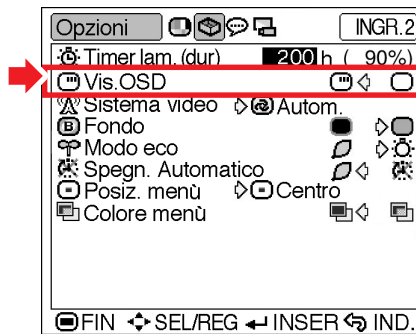 Opzioni INGR.2
Timer lam. (dur) 200 h ( 90%)
Vis.OSD
Sistema video Autom.
B Fondo
Modo eco
Spegn. Automatico
Posiz. menù Centro
Colore menù
FIN SEL/REG INSER IND.